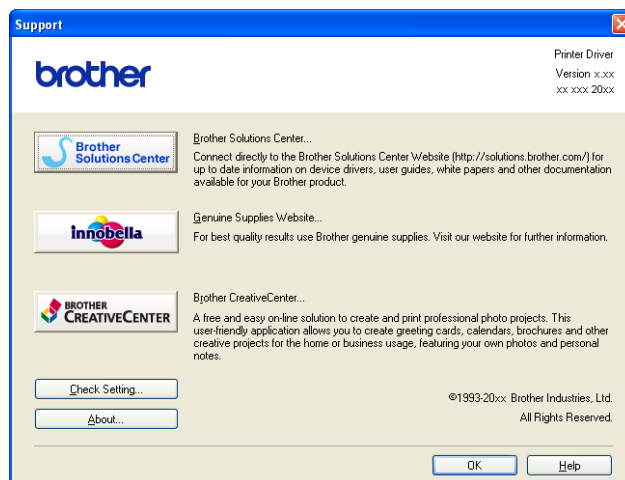 Support
brother
Printer Driver
Version x.xx
xx xxx 20xx
Brother
Solutions Center
Brother Solutions Center...
Connect directly to the Brother Solutions Center Website (http://solutions.brother.com/) for
up to date information on device drivers, user guides, white papers and other documentation
available for your Brother product.
innobella
Genuine Supplies Website...
For best quality results use Brother genuine supplies. Visit our website for further information.
BROTHER
CREATIVECENTER
Brother CreativeCenter...
A free and easy on-line solution to create and print professional photo projects. This
user-friendly application allows you to create greeting cards, calendars, brochures and other
creative projects for the home or business usage, featuring your own photos and personal
notes.
Check Setting...
About...
©1993-20xx Brother Industries, Ltd.
All Rights Reserved.
OK
Help